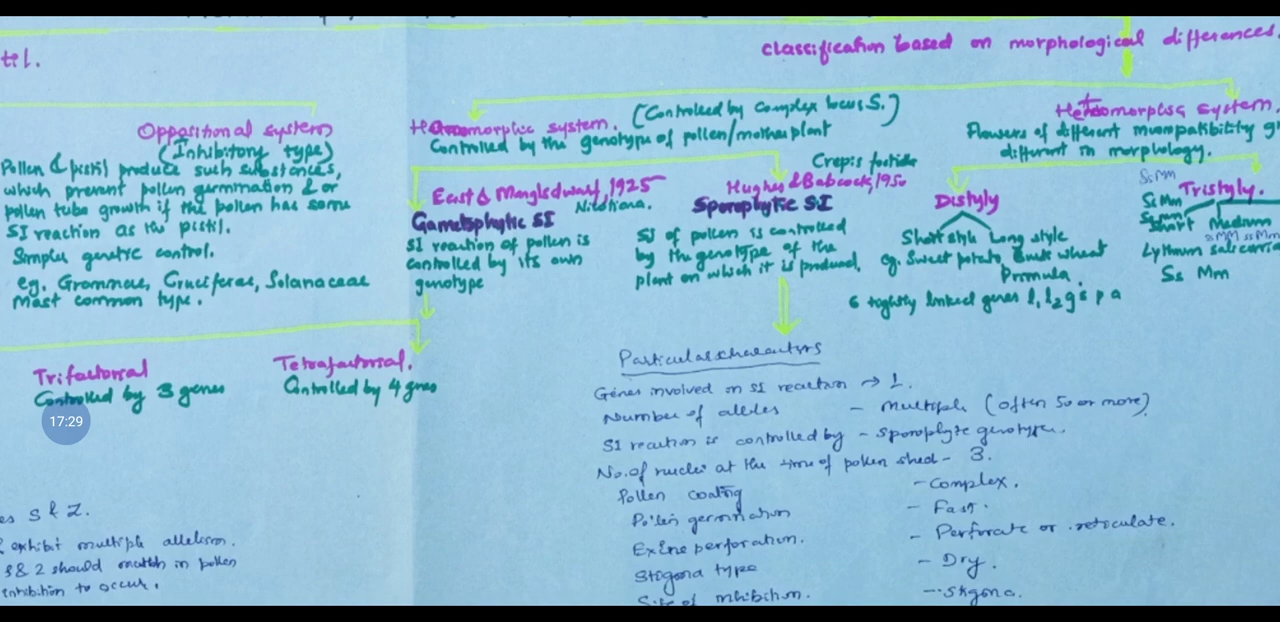 classification based on morphological differences.
tel.
Oppositional system
(Inhibitory type)
Pollen & pistil produce such substances,
which prevent pollen germination & or
pollen tube growth if the pollen has same
SI reaction as the pistil.
Simple genetic control.
eg. Cruciferae, Solanaceae
Most common type.
Homomorphic system. (Controlled by Complex locus S.)
Controlled by the genotype of pollen/mother plant
East & Mangledwarf, 1925
Gametophytic SI
SI reaction of pollen is
controlled by its own
genotype
Crepis foetida
Hughes & Babcock, 1950
Sporophytic SI
SI of pollen is controlled
by the genotype of the
plant on which it is produced,
Heteromorphic system.
Flowers of different incompatibility
different in morphology.
Distyly
Short style Long style
eg. Sweet potato, Buck wheat
Primula.
6 tightly linked genes
SsMm
Tristyly.
SsMm
Short Medium
Ss Mm
Trifactorial
Controlled by 3 genes
Tetrafactorial.
Controlled by 4 genes
17:29
Particular characters
Genes involved in SI reaction → 1.
Number of alleles - Multiple (often 50 or more)
SI reaction is controlled by - Sporophyte genotype.
No. of nuclei at the time of pollen shed - 3.
Pollen coating - Complex.
Pollen germination - Fast.
Exine perforation. - Perforate or reticulate.
Stigma type - Dry.
Site of inhibition. - Stigma.
es S & Z.
exhibit multiple allelism.
S & Z should match in pollen
inhibition to occur.